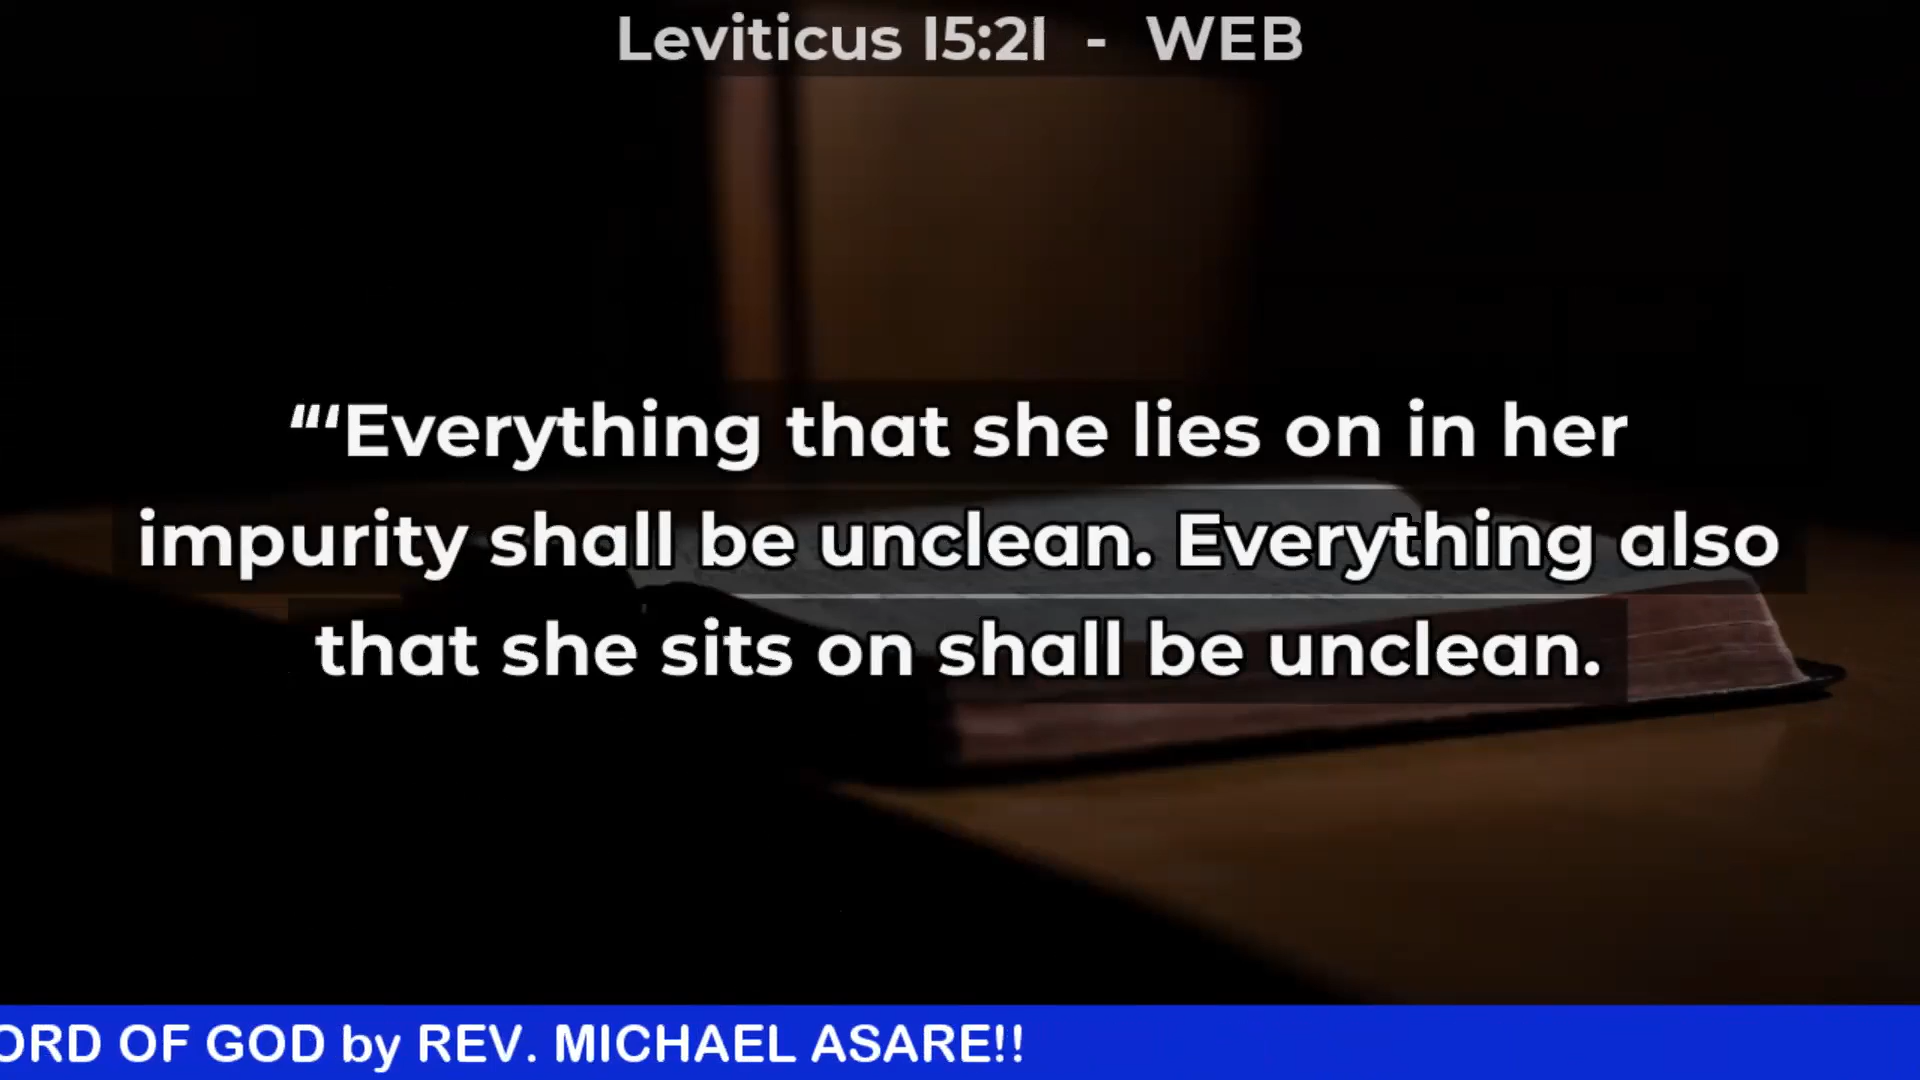 Leviticus 15:21 - WEB
“‘Everything that she lies on in her
impurity shall be unclean. Everything also
that she sits on shall be unclean.
ORD OF GOD by REV. MICHAEL ASARE!!